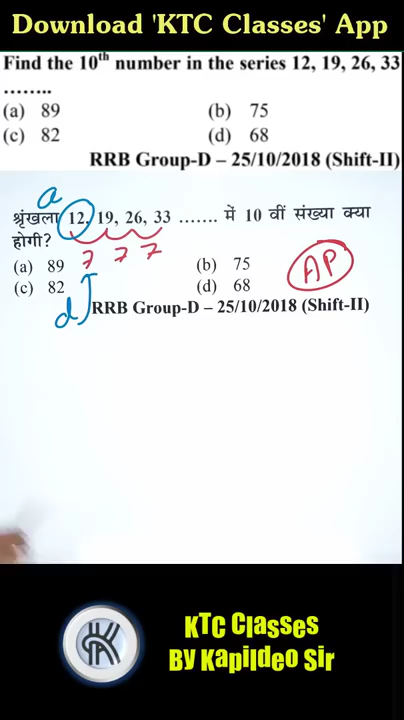 Download 'KTC Classes' App
Find the 10th number in the series 12, 19, 26, 33
........
(a) 89 (b) 75
(c) 82 (d) 68
RRB Group-D – 25/10/2018 (Shift-II)
a
श्रृंखला 12, 19, 26, 33 ....... में 10 वीं संख्या क्या
होगी?
7 7 7
(a) 89 (b) 75
AP
(c) 82 (d) 68
d
RRB Group-D – 25/10/2018 (Shift-II)
KTC Classes
By Kapildeo Sir